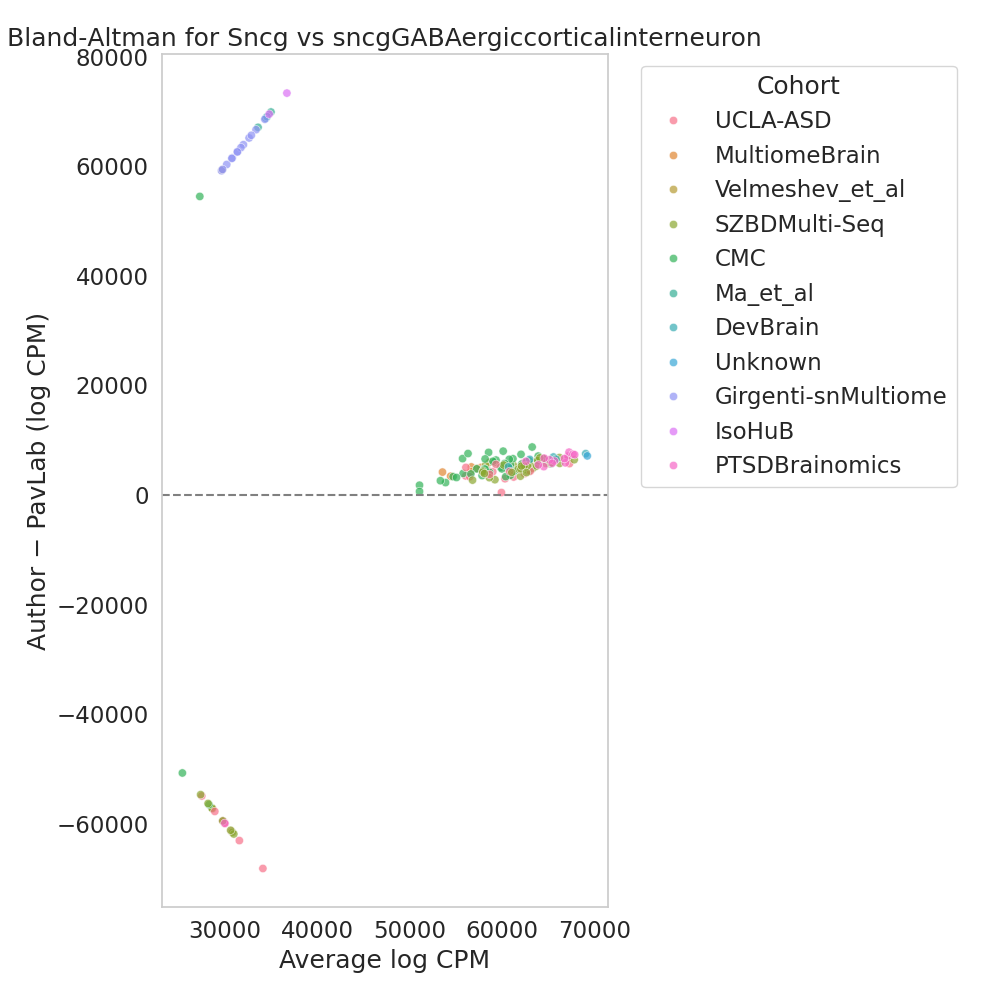 Bland-Altman for Sncg vs sncgGABAergiccorticalinterneuron
80000
60000
40000
20000
0
−20000
−40000
−60000
Author − PavLab (log CPM)
30000 40000 50000 60000 70000
Average log CPM
Cohort
UCLA-ASD
MultiomeBrain
Velmeshev_et_al
SZBDMulti-Seq
CMC
Ma_et_al
DevBrain
Unknown
Girgenti-snMultiome
IsoHuB
PTSDBrainomics